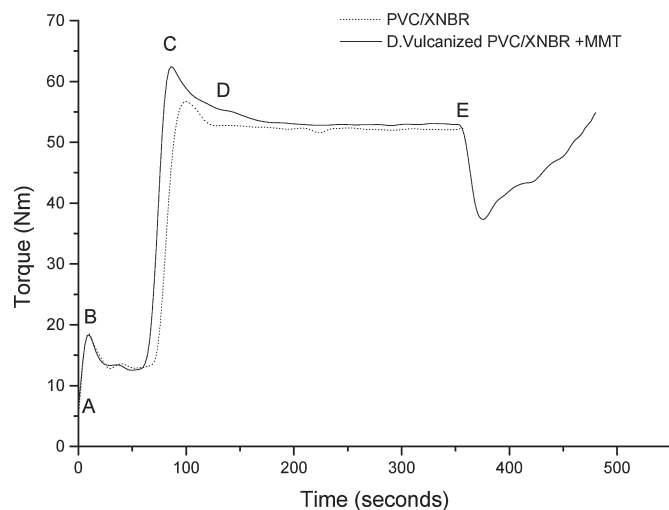 PVC/XNBR
D.Vulcanized PVC/XNBR +MMT
70
60
50
40
30
20
10
0
Torque (Nm)
A
B
C
D
E
0 100 200 300 400 500
Time (seconds)